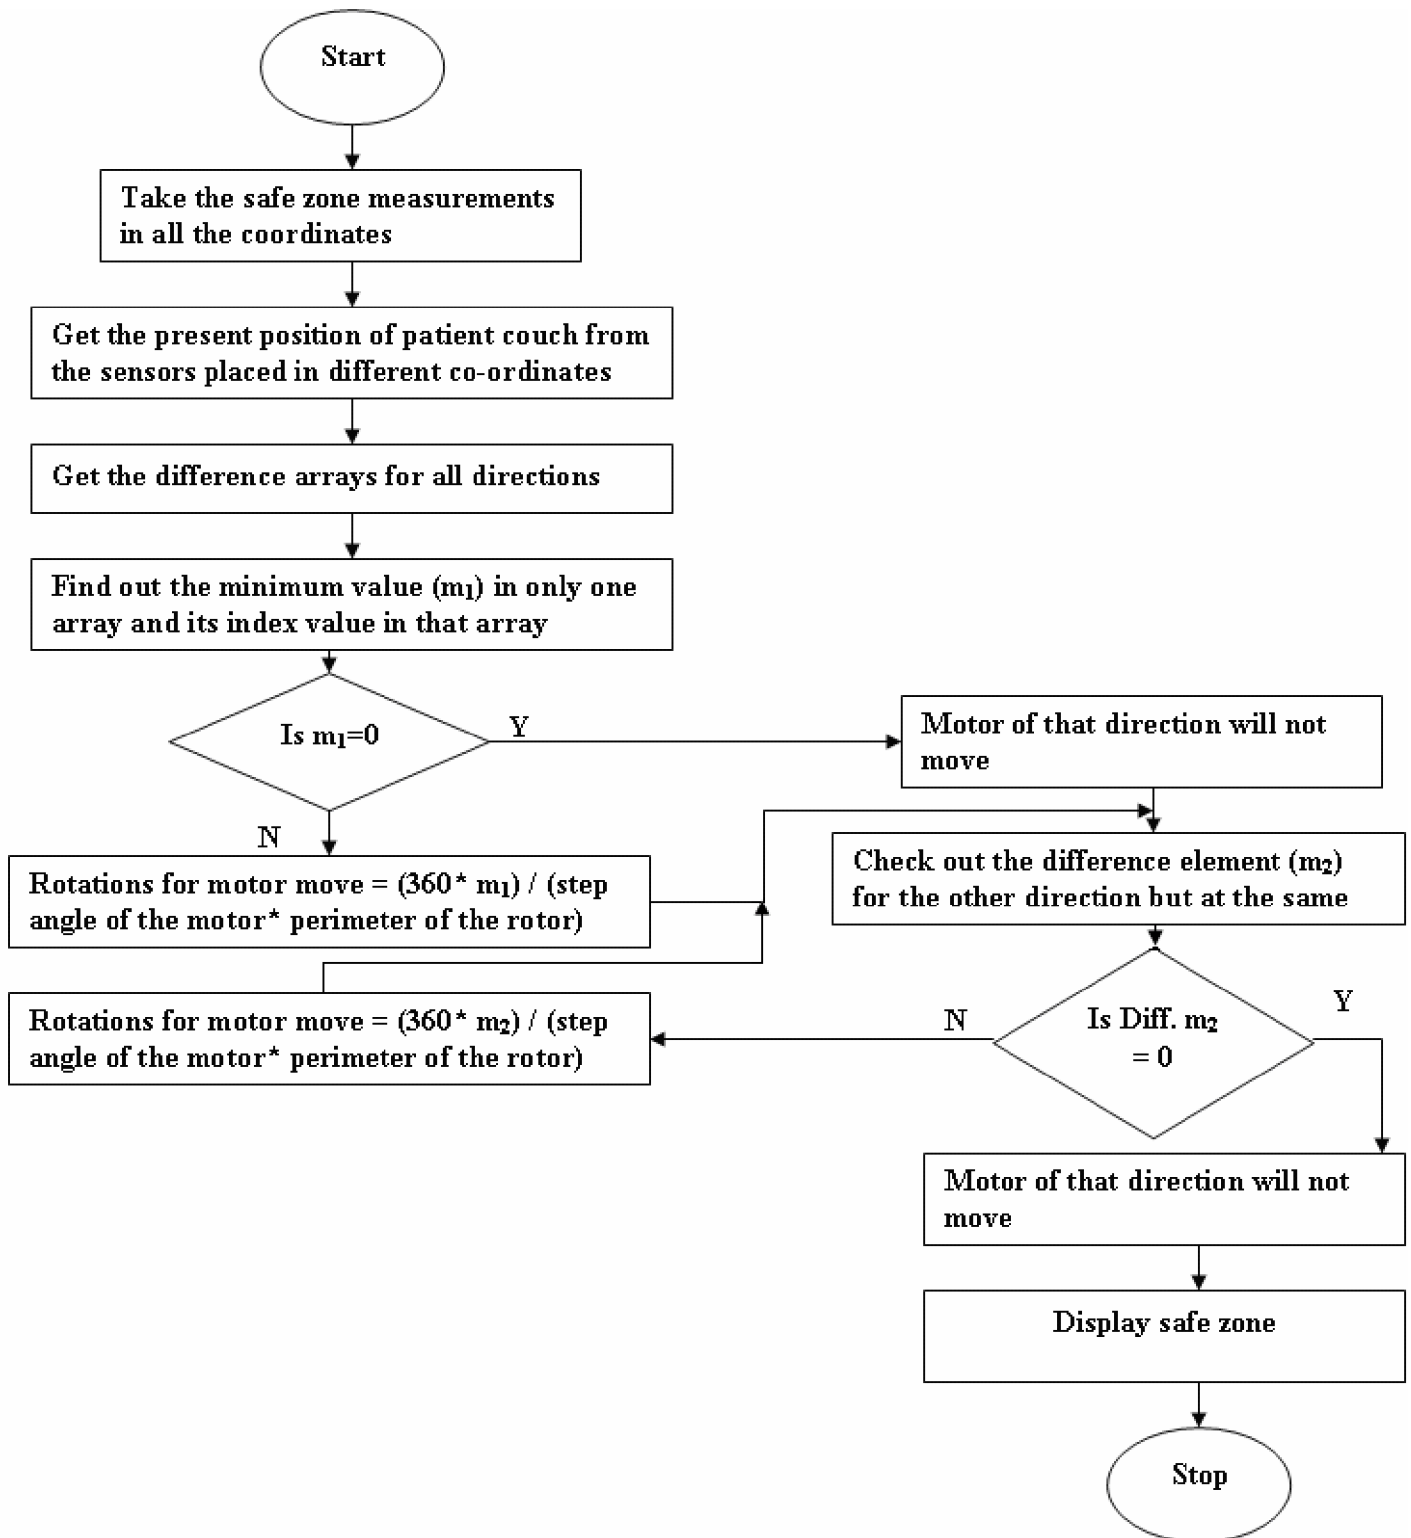 Start
Take the safe zone measurements
in all the coordinates
Get the present position of patient couch from
the sensors placed in different co-ordinates
Get the difference arrays for all directions
Find out the minimum value (m₁) in only one
array and its index value in that array
Is m₁=0
Y
Motor of that direction will not
move
N
Rotations for motor move = (360* m₁) / (step
angle of the motor* perimeter of the rotor)
Check out the difference element (m₂)
for the other direction but at the same
Rotations for motor move = (360* m₂) / (step
angle of the motor* perimeter of the rotor)
N
Is Diff. m₂
= 0
Y
Motor of that direction will not
move
Display safe zone
Stop